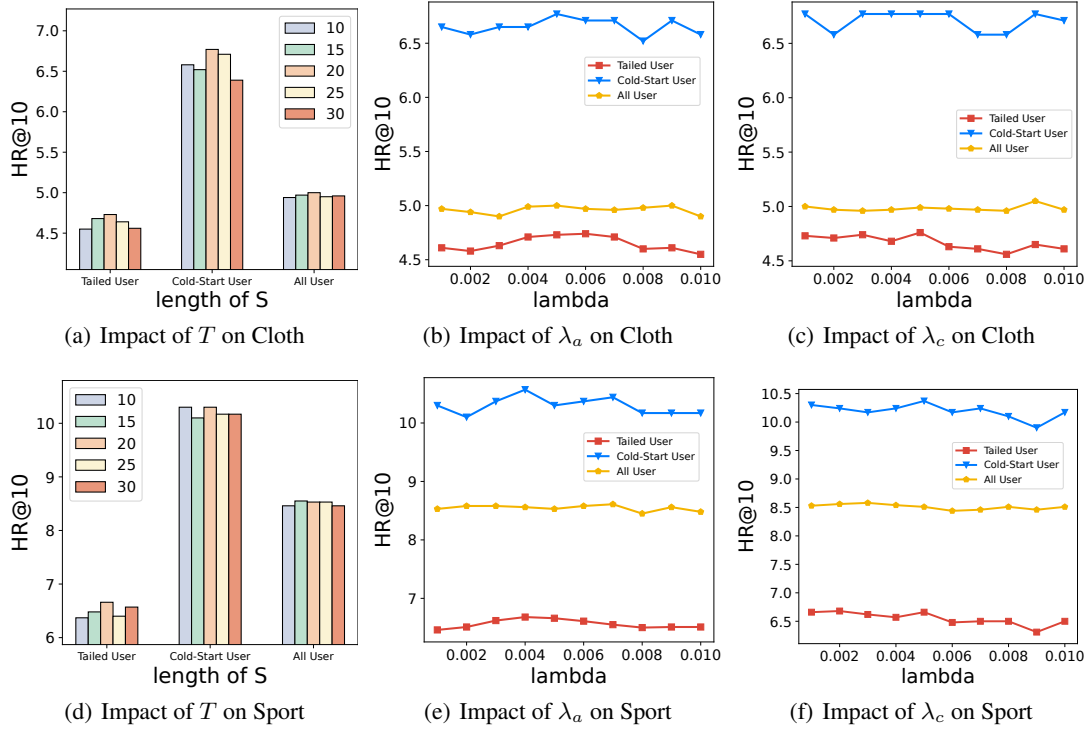 7.0
6.5
6.0
5.5
5.0
4.5
HR@10
10
15
20
25
30
Tailed User Cold-Start User All User
length of S
(a) Impact of T on Cloth
6.5
6.0
5.5
5.0
4.5
HR@10
Tailed User
Cold-Start User
All User
0.002 0.004 0.006 0.008 0.010
lambda
(b) Impact of λa on Cloth
6.5
6.0
5.5
5.0
4.5
HR@10
Tailed User
Cold-Start User
All User
0.002 0.004 0.006 0.008 0.010
lambda
(c) Impact of λc on Cloth
10
9
8
7
6
HR@10
10
15
20
25
30
Tailed User Cold-Start User All User
length of S
(d) Impact of T on Sport
10
9
8
7
HR@10
Tailed User
Cold-Start User
All User
0.002 0.004 0.006 0.008 0.010
lambda
(e) Impact of λa on Sport
10.5
10.0
9.5
9.0
8.5
8.0
7.5
7.0
6.5
HR@10
Tailed User
Cold-Start User
All User
0.002 0.004 0.006 0.008 0.010
lambda
(f) Impact of λc on Sport